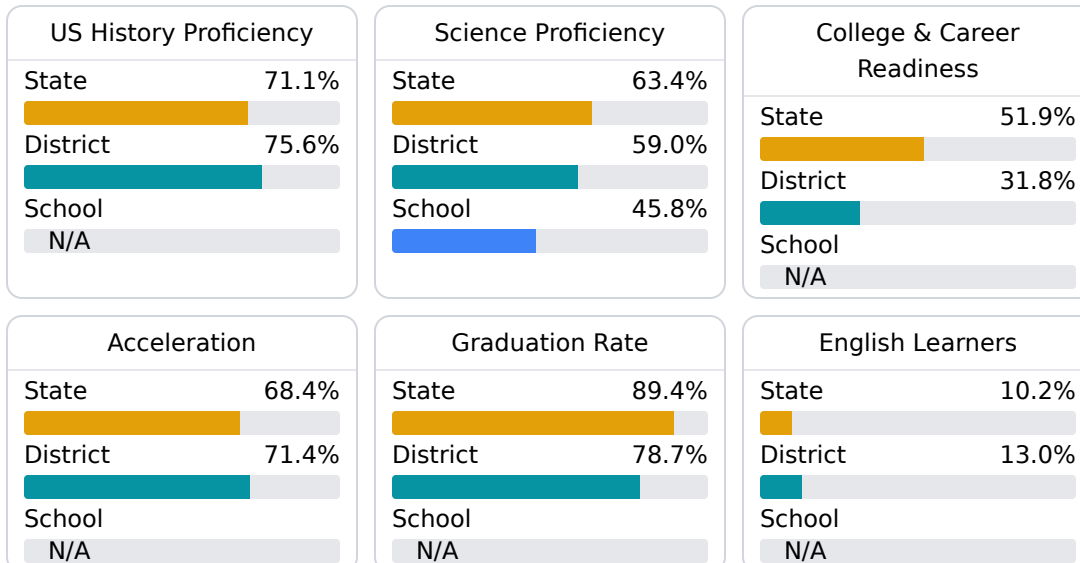 US History Proficiency
State 71.1%
District 75.6%
School
N/A
Science Proficiency
State 63.4%
District 59.0%
School 45.8%
College & Career
Readiness
State 51.9%
District 31.8%
School
N/A
Acceleration
State 68.4%
District 71.4%
School
N/A
Graduation Rate
State 89.4%
District 78.7%
School
N/A
English Learners
State 10.2%
District 13.0%
School
N/A